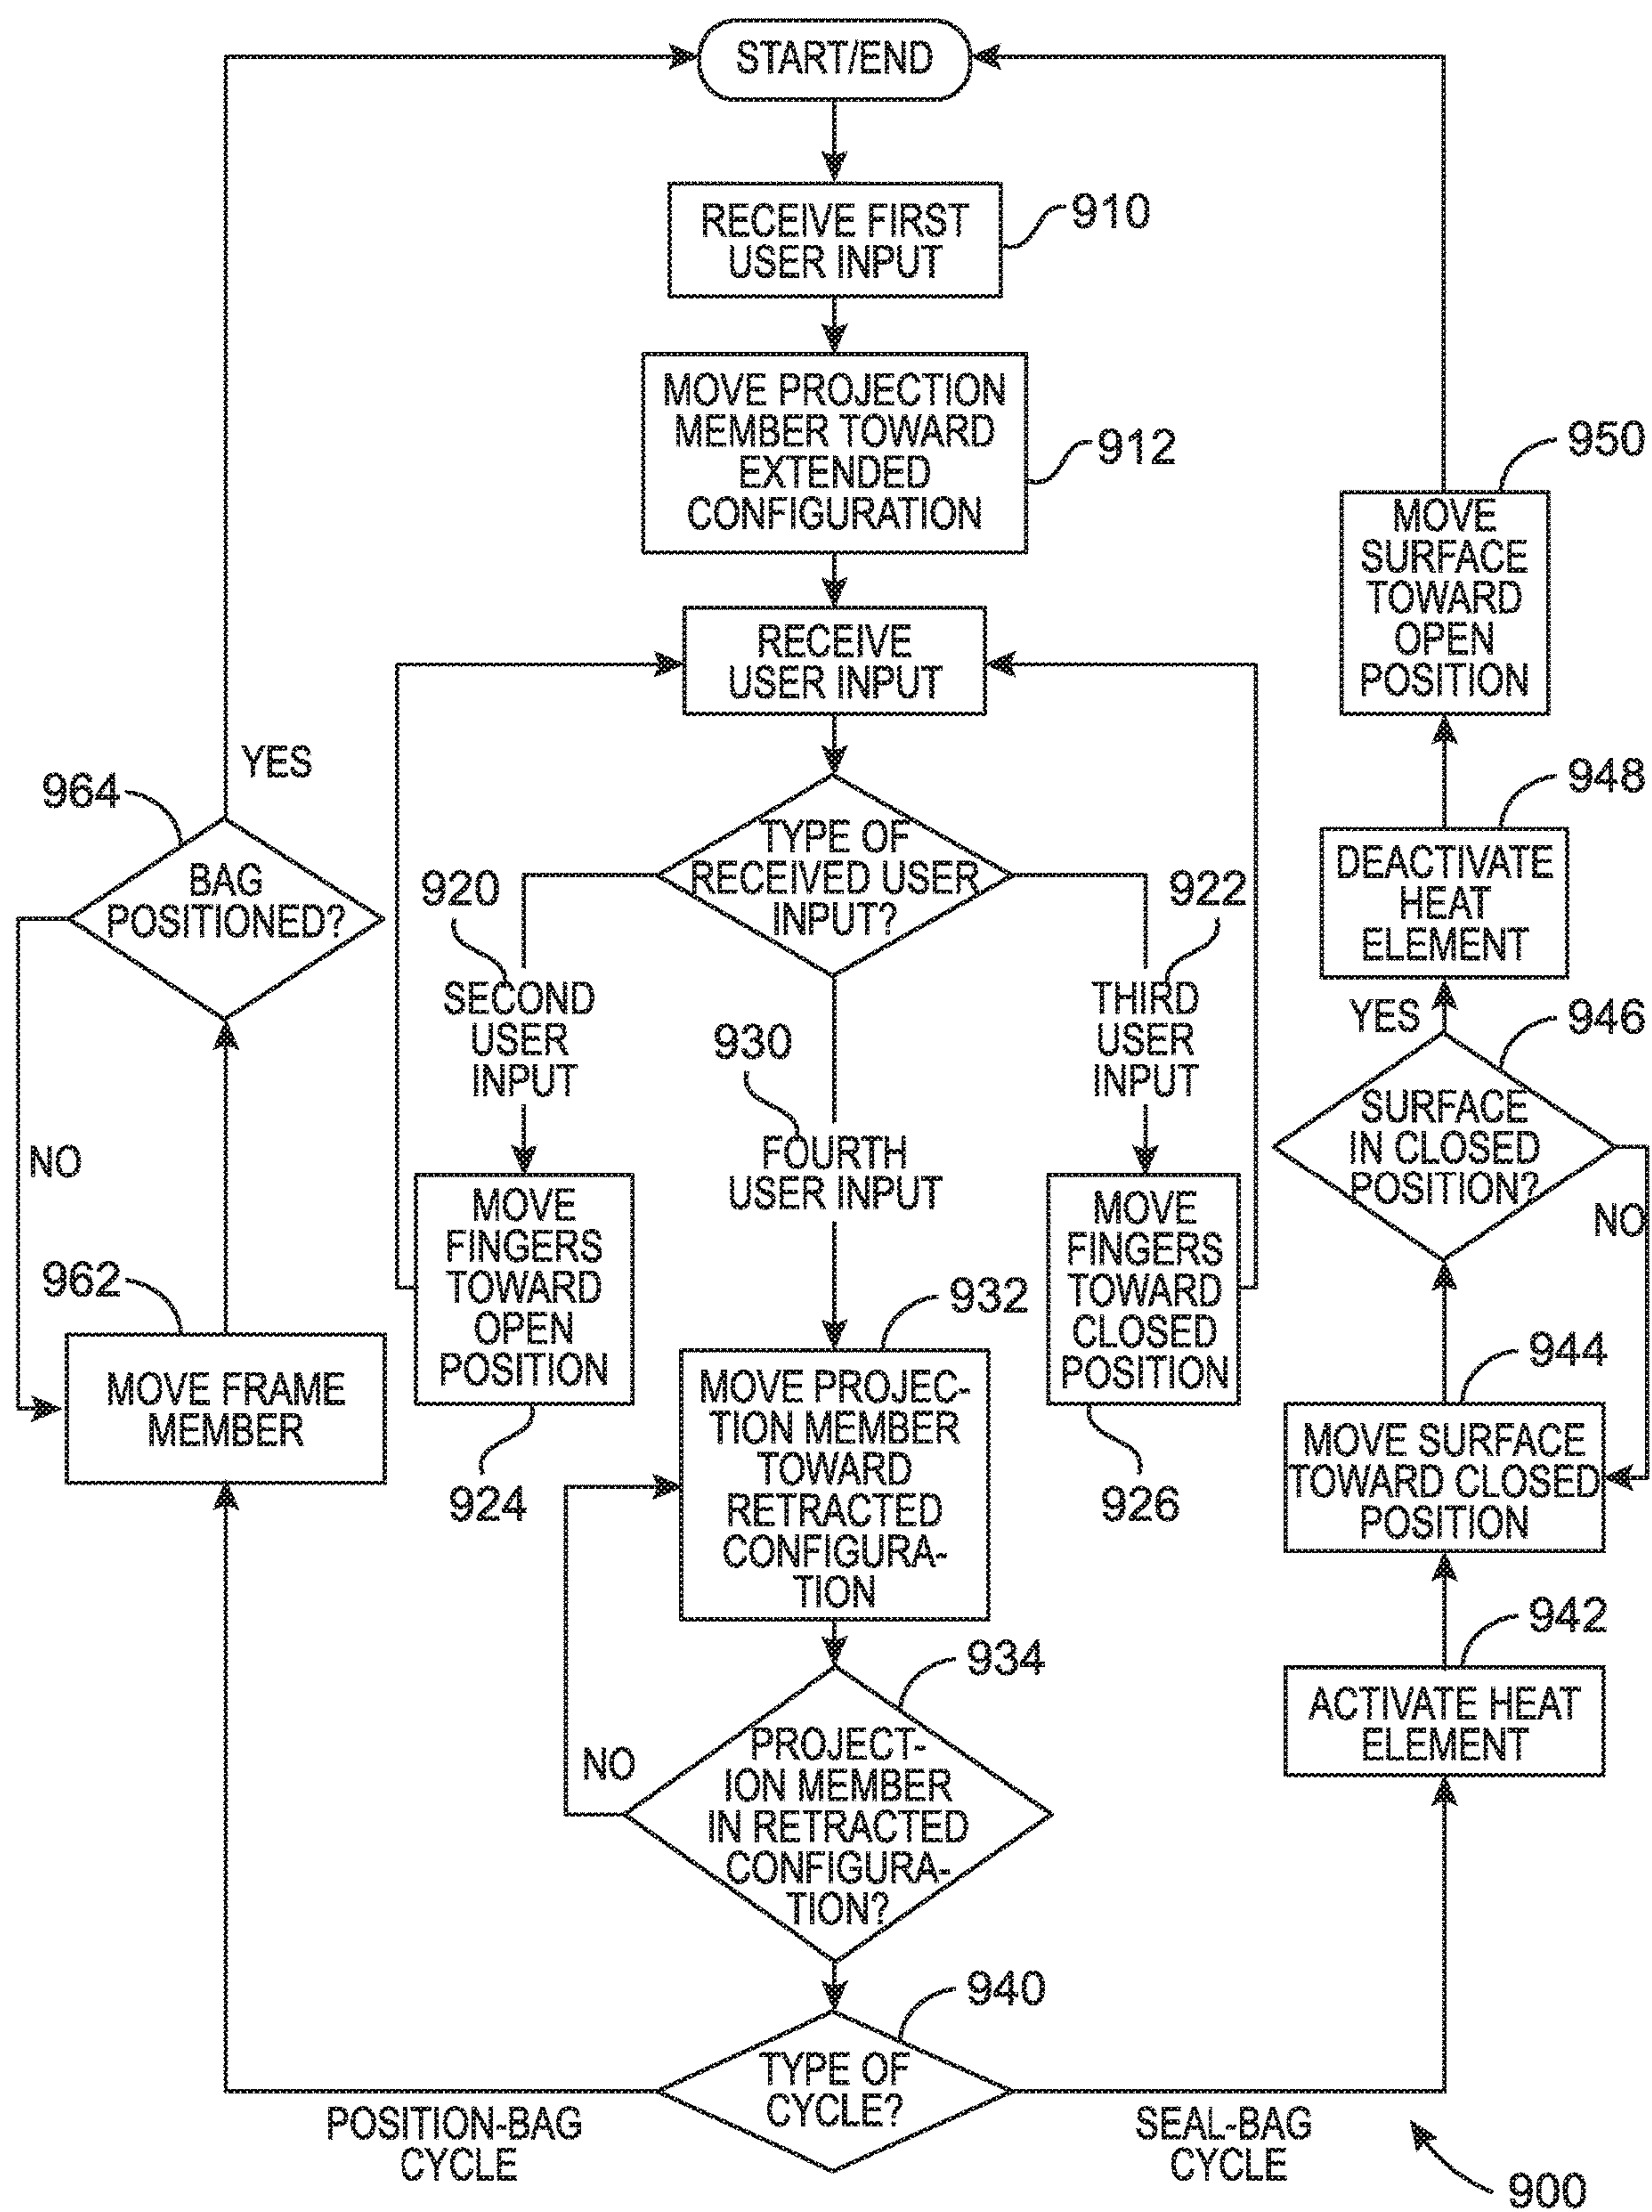 START/END
RECEIVE FIRST
USER INPUT
910
MOVE PROJECTION
MEMBER TOWARD
EXTENDED
CONFIGURATION
912
RECEIVE
USER INPUT
TYPE OF
RECEIVED USER
INPUT?
920
SECOND
USER
INPUT
922
THIRD
USER
INPUT
930
FOURTH
USER INPUT
MOVE
FINGERS
TOWARD
OPEN
POSITION
924
MOVE
FINGERS
TOWARD
CLOSED
POSITION
926
932
MOVE PROJEC-
TION MEMBER
TOWARD
RETRACTED
CONFIGURA-
TION
934
PROJECT-
ION MEMBER
IN RETRACTED
CONFIGURA-
TION?
NO
940
TYPE OF
CYCLE?
POSITION-BAG
CYCLE
SEAL-BAG
CYCLE
962
MOVE FRAME
MEMBER
964
BAG
POSITIONED?
YES
NO
942
ACTIVATE HEAT
ELEMENT
944
MOVE SURFACE
TOWARD CLOSED
POSITION
946
SURFACE
IN CLOSED
POSITION?
YES
NO
948
DEACTIVATE
HEAT
ELEMENT
950
MOVE
SURFACE
TOWARD
OPEN
POSITION
900